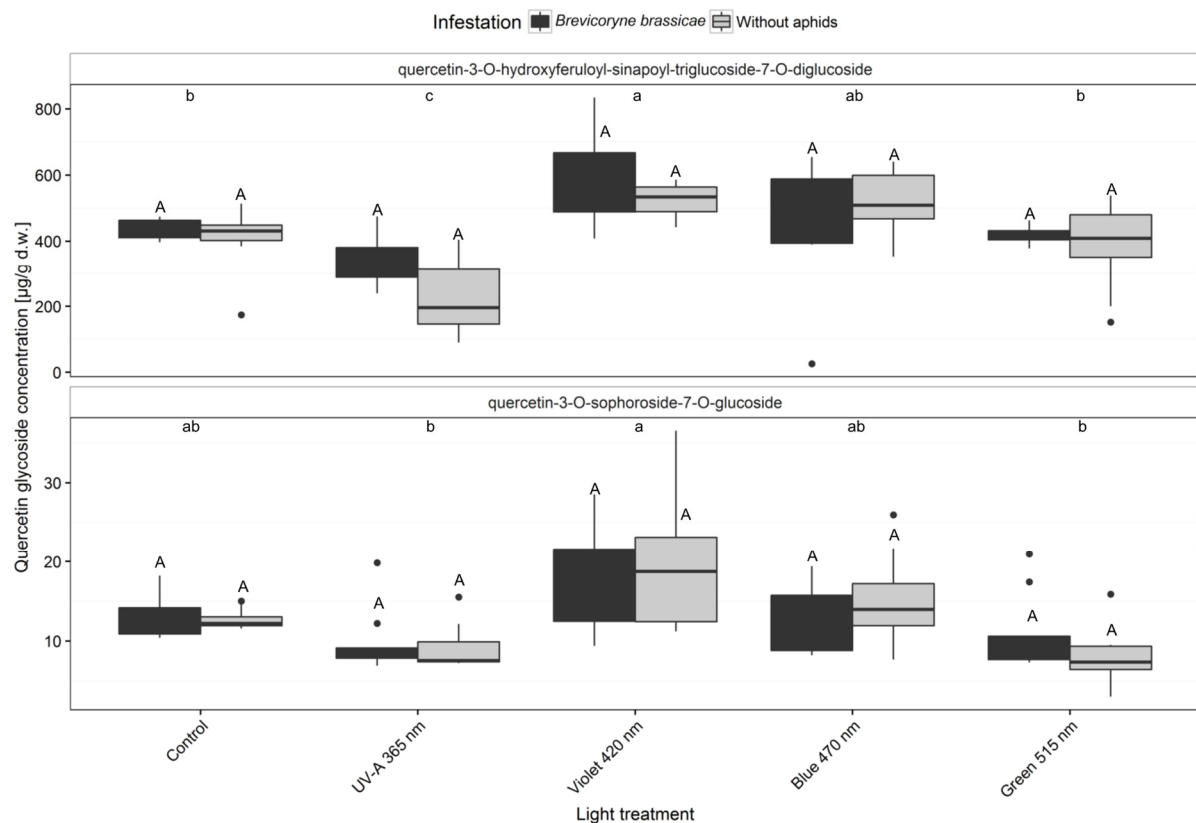 Infestation Brevicoryne brassicae Without aphids
quercetin-3-O-hydroxyferuloyl-sinapoyl-triglucoside-7-O-diglucoside
b c a ab b
800
600
400
200
0
A A A A A A A A A A
quercetin-3-O-sophoroside-7-O-glucoside
ab b a ab b
30
20
10
A A A A A A A A A A
Quercetin glycoside concentration [µg/g d.w.]
Control
UV-A 365 nm
Violet 420 nm
Blue 470 nm
Green 515 nm
Light treatment